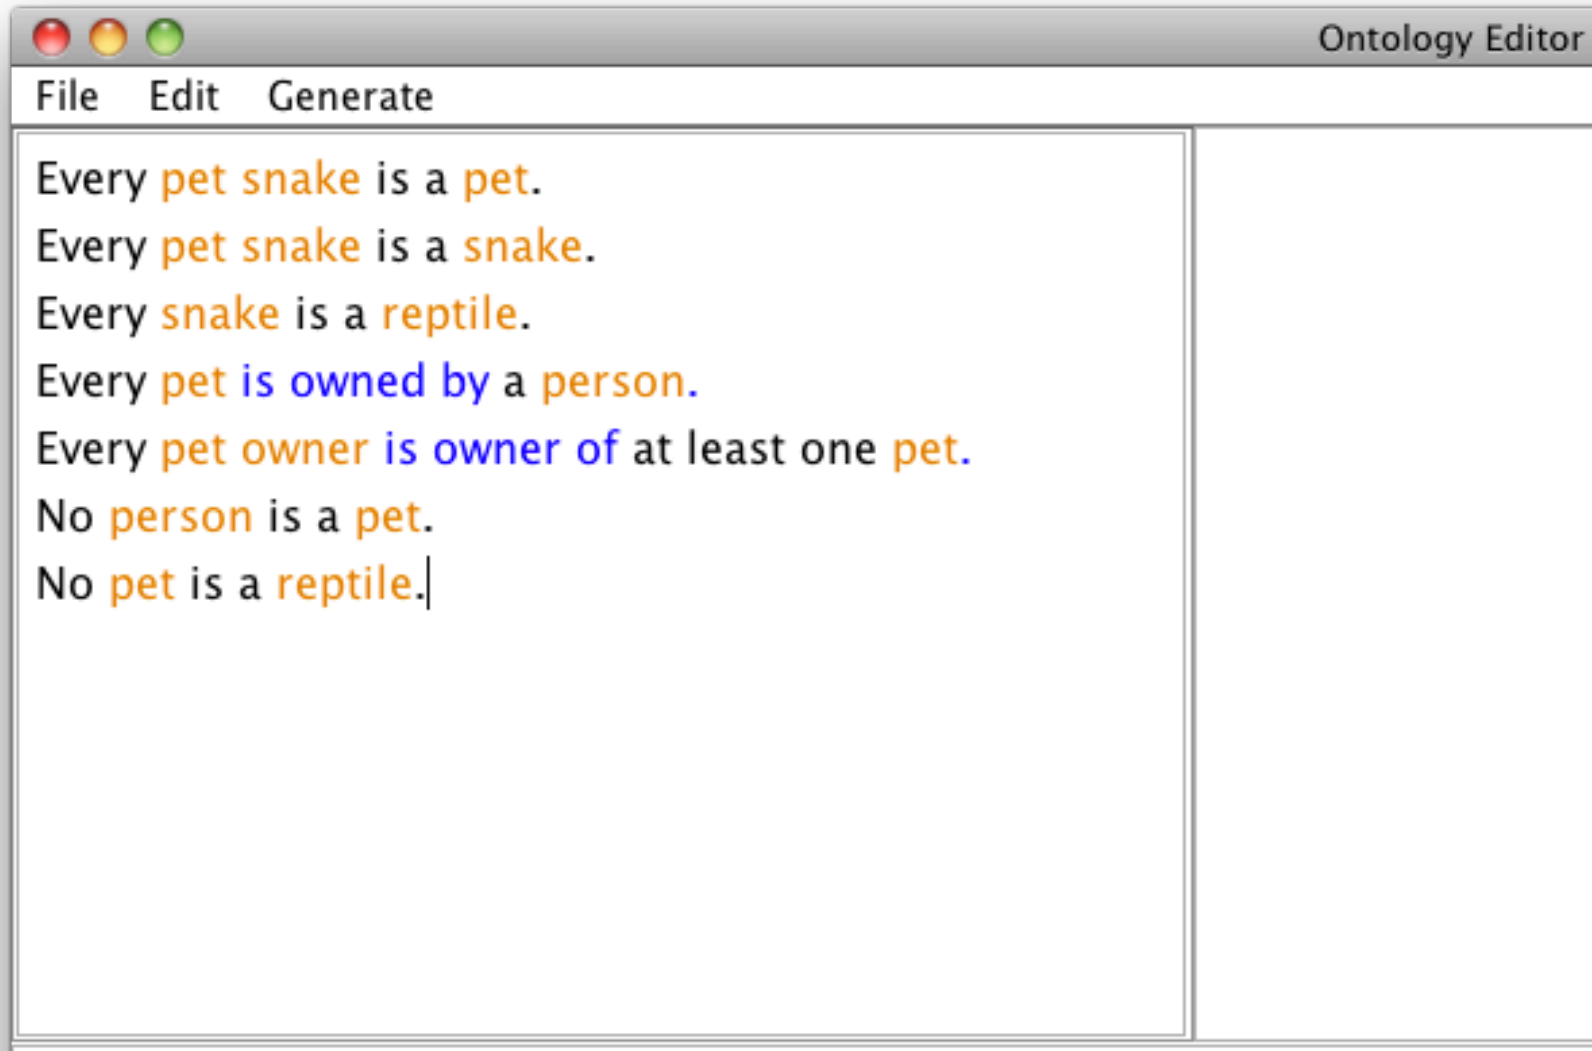 Ontology Editor
File Edit Generate
Every pet snake is a pet.
Every pet snake is a snake.
Every snake is a reptile.
Every pet is owned by a person.
Every pet owner is owner of at least one pet.
No person is a pet.
No pet is a reptile.